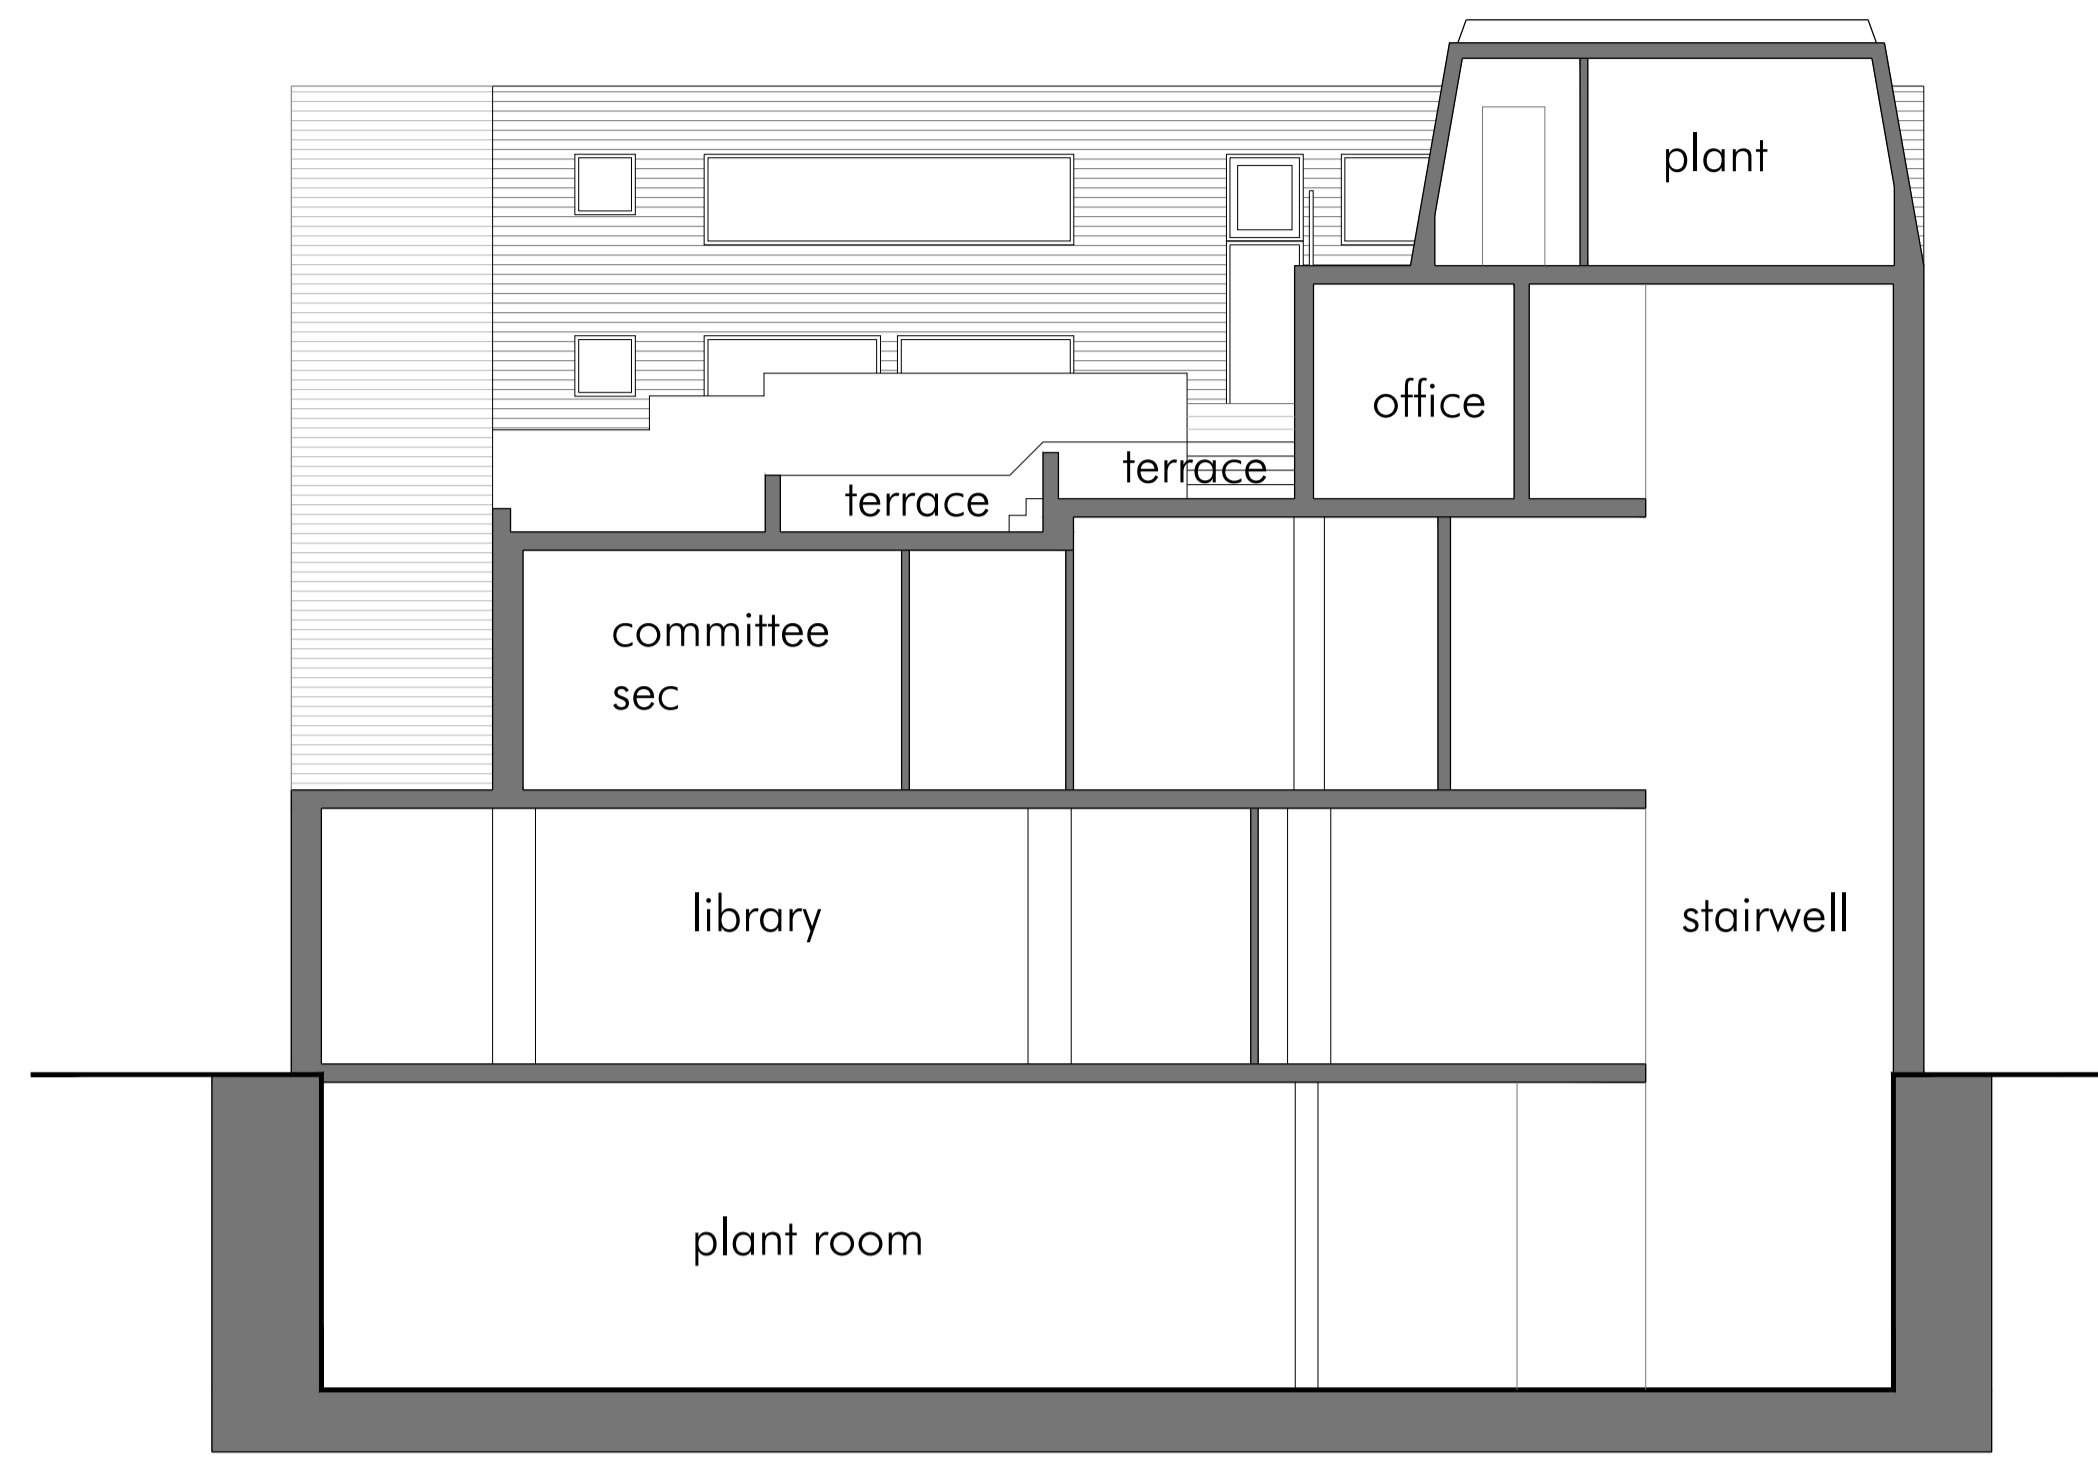 plant
office
terrace
terrace
committee
sec
library
stairwell
plant room